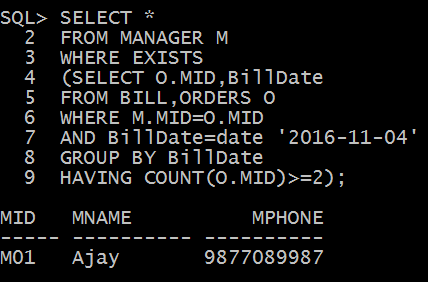 SQL> SELECT *
  2  FROM MANAGER M
  3  WHERE EXISTS
  4  (SELECT O.MID,BillDate
  5  FROM BILL,ORDERS O
  6  WHERE M.MID=O.MID
  7  AND BillDate=date '2016-11-04'
  8  GROUP BY BillDate
  9  HAVING COUNT(O.MID)>=2);
MID   MNAME          MPHONE
----- ---------- ----------
M01   Ajay       9877089987